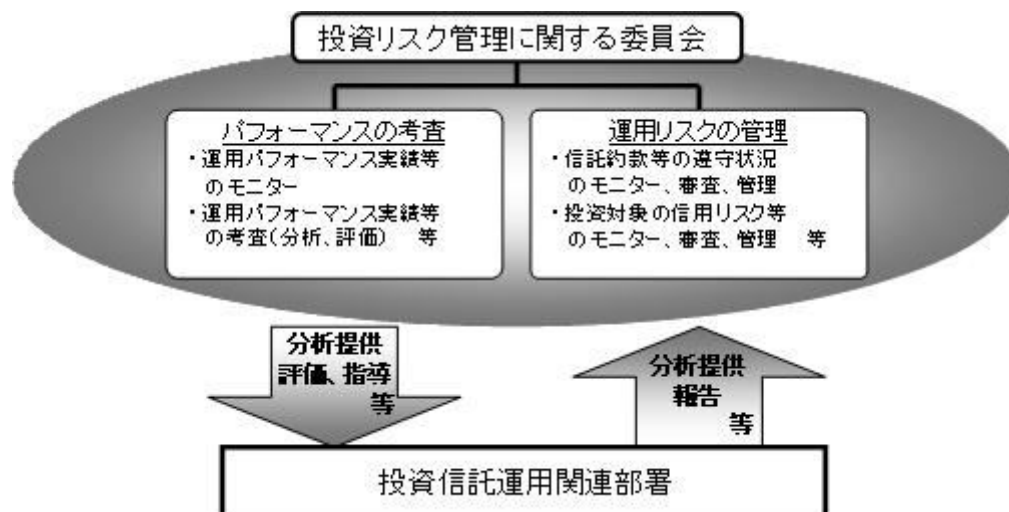 投資リスク管理に関する委員会
パフォーマンスの考査
・運用パフォーマンス実績等
のモニター
・運用パフォーマンス実績等
の考査(分析、評価) 等
運用リスクの管理
・信託約款等の遵守状況
のモニター、審査、管理
・投資対象の信用リスク等
のモニター、審査、管理 等
分析提供
評価、指導
等
分析提供
報告
等
投資信託運用関連部署